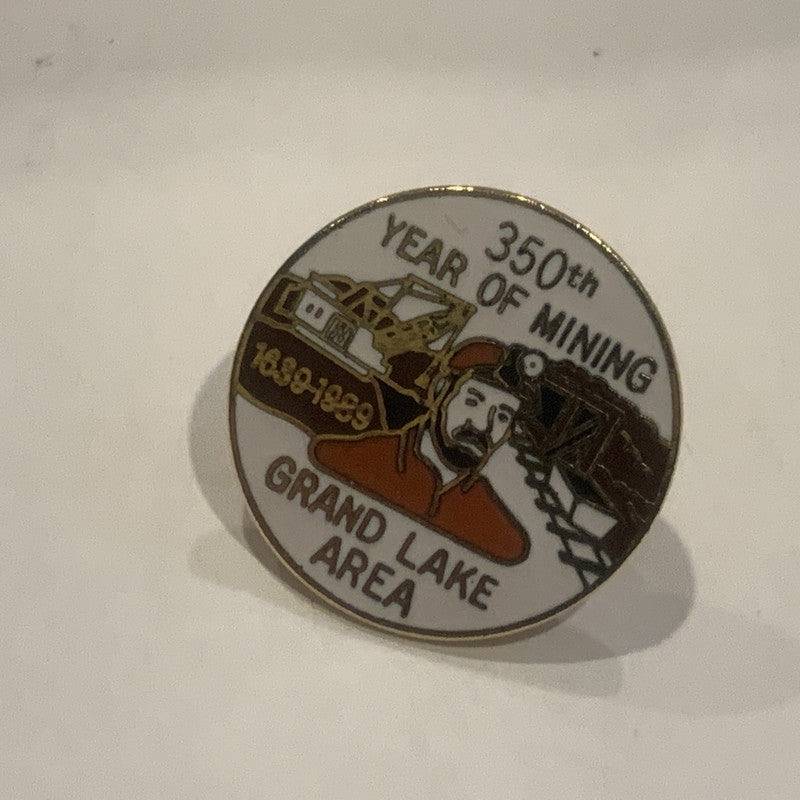 350th
YEAR OF MINING
1639-1989
GRAND LAKE
AREA